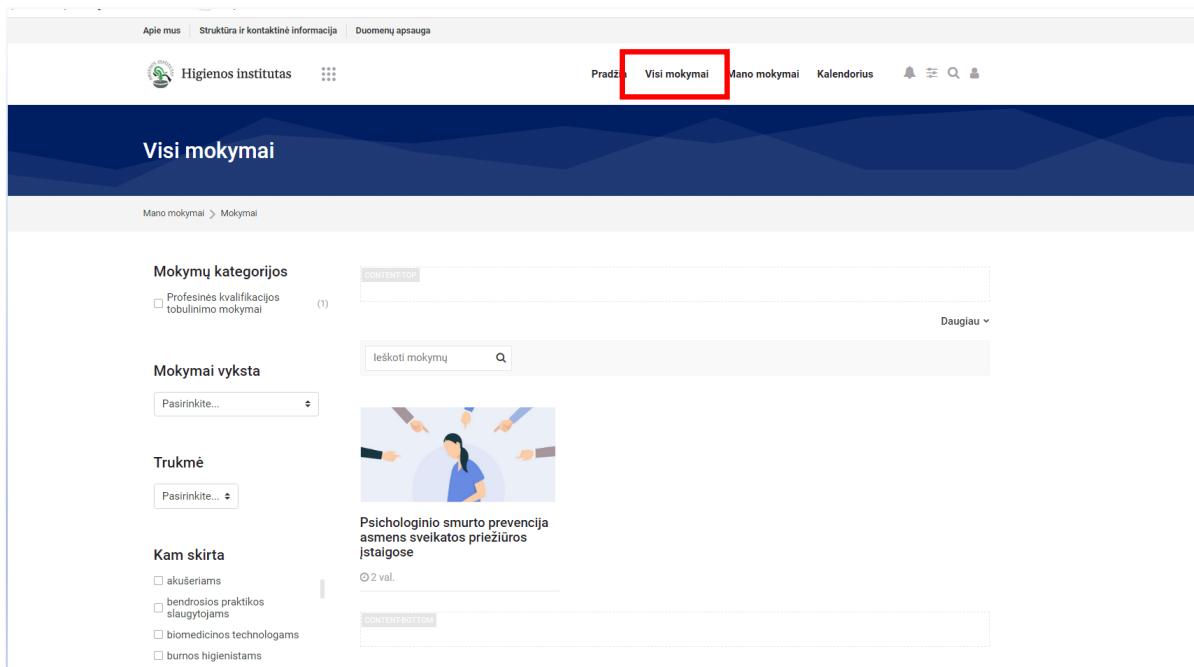 Apie mus
Struktūra ir kontaktinė informacija
Duomenų apsauga
Higienos institutas
Pradžia
Visi mokymai
Mano mokymai
Kalendorius
Visi mokymai
Mano mokymai
Mokymai
Mokymų kategorijos
Profesinės kvalifikacijos
tobulinimo mokymai
(1)
Mokymai vyksta
Pasirinkite...
Trukmė
Pasirinkite...
Kam skirta
akušeriams
bendrosios praktikos
slaugytojams
biomedicinos technologams
burnos higienistams
CONTENT-TOP
Daugiau
Ieškoti mokymų
Psichologinio smurto prevencija
asmens sveikatos priežiūros
įstaigose
2 val.
CONTENT-BOTTOM